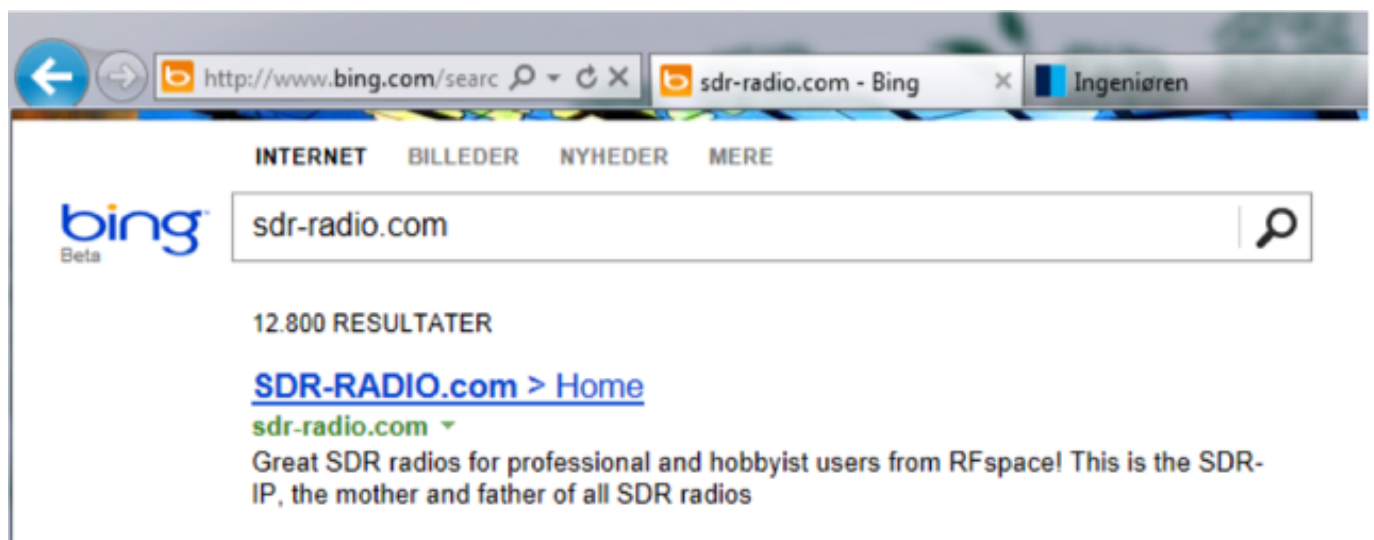 http://www.bing.com/searc
sdr-radio.com - Bing
Ingeniøren
INTERNET BILLEDER NYHEDER MERE
bing
Beta
sdr-radio.com
12.800 RESULTATER
SDR-RADIO.com > Home
sdr-radio.com
Great SDR radios for professional and hobbyist users from RFspace! This is the SDR-
IP, the mother and father of all SDR radios